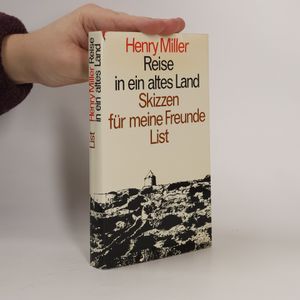 Henry Miller
Reise
in ein altes Land
Skizzen
für meine Freunde
List
Henry Miller Reise
in ein altes Land
List